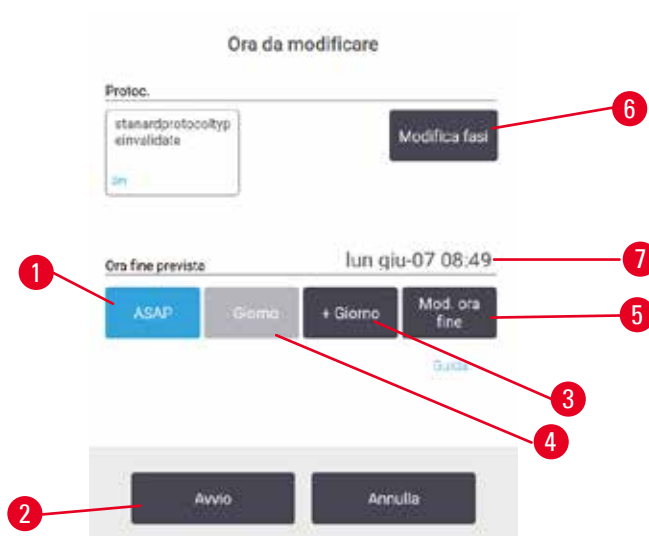 Ora da modificare
Protoc.
stanardprotocoltyp
einvalidate
Modifica fasi
6
Ora fine prevista
lun giu-07 08:49
7
1
ASAP
Giorno
+ Giorno
Mod. ora
fine
5
Guida
3
4
Avvio
Annulla
2